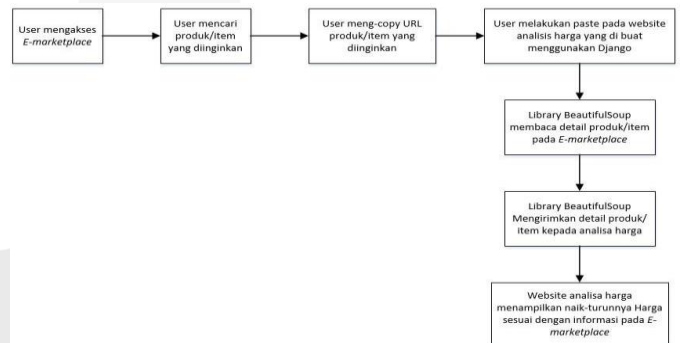 User mengakses
E-marketplace
User mencari
produk/item
yang diinginkan
User meng-copy URL
produk/item yang
diinginkan
User melakukan paste pada website
analisis harga yang di buat
menggunakan Django
Library BeautifulSoup
membaca detail produk/item
pada E-marketplace
Library BeautifulSoup
Mengirimkan detail produk/
item kepada analisa harga
Website analisa harga
menampilkan naik-turunnya Harga
sesuai dengan informasi pada E-
marketplace